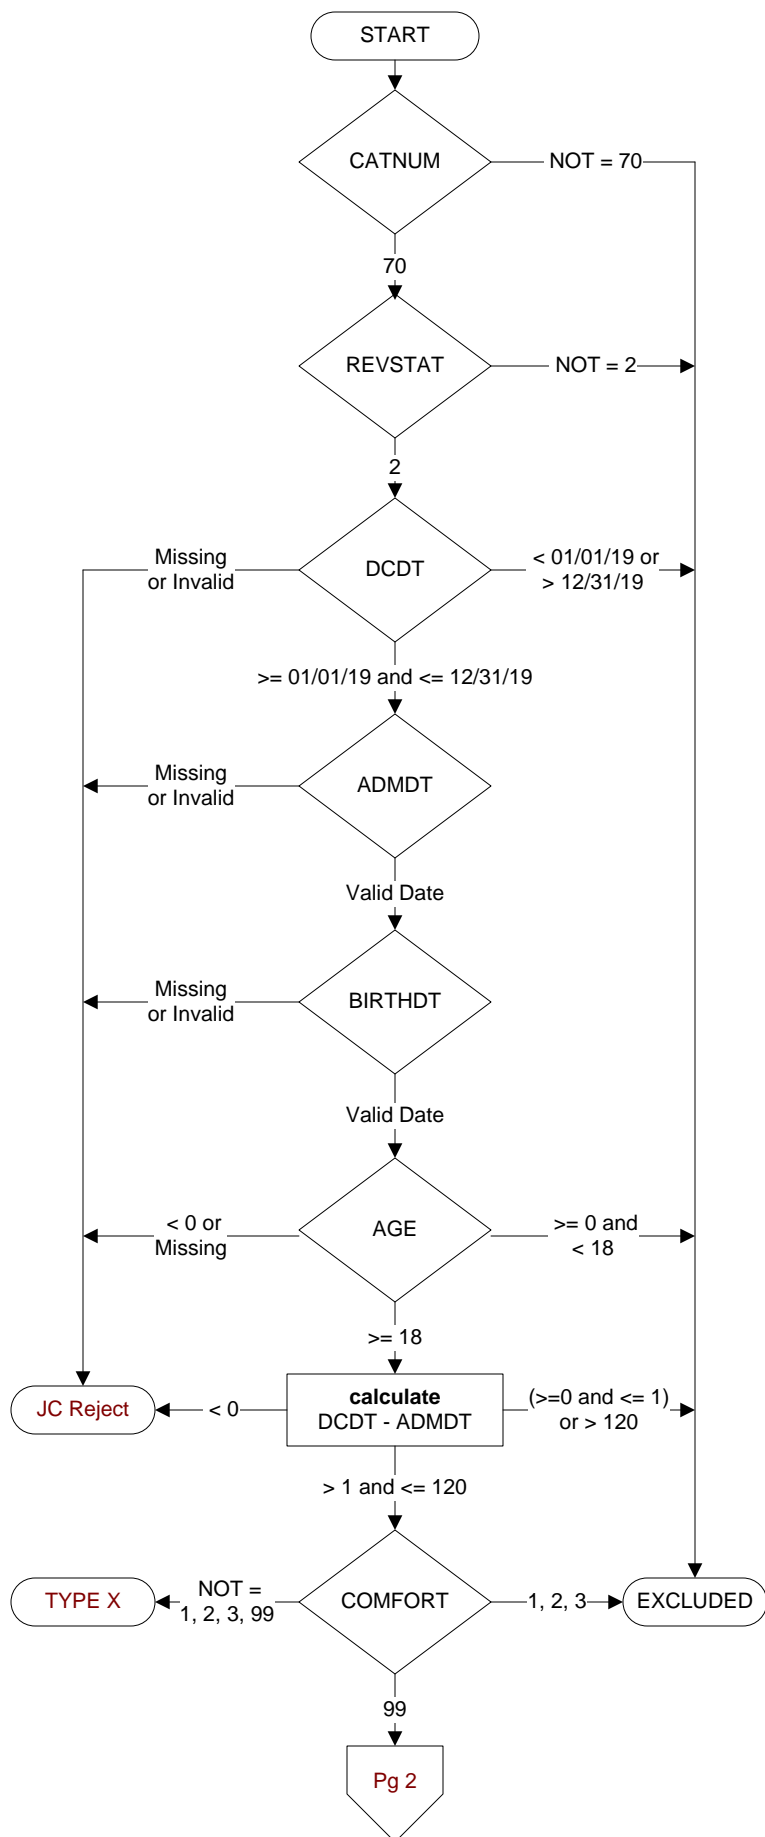 START
CATNUM
NOT = 70
70
REVSTAT
NOT = 2
2
Missing
or Invalid
DCDT
< 01/01/19 or
> 12/31/19
>= 01/01/19 and <= 12/31/19
Missing
or Invalid
ADMDT
Valid Date
Missing
or Invalid
BIRTHDT
Valid Date
< 0 or
Missing
AGE
>= 0 and
< 18
>= 18
JC Reject
< 0
calculate
DCDT - ADMDT
(>=0 and <= 1)
or > 120
> 1 and <= 120
TYPE X
NOT =
1, 2, 3, 99
COMFORT
1, 2, 3
EXCLUDED
99
Pg 2